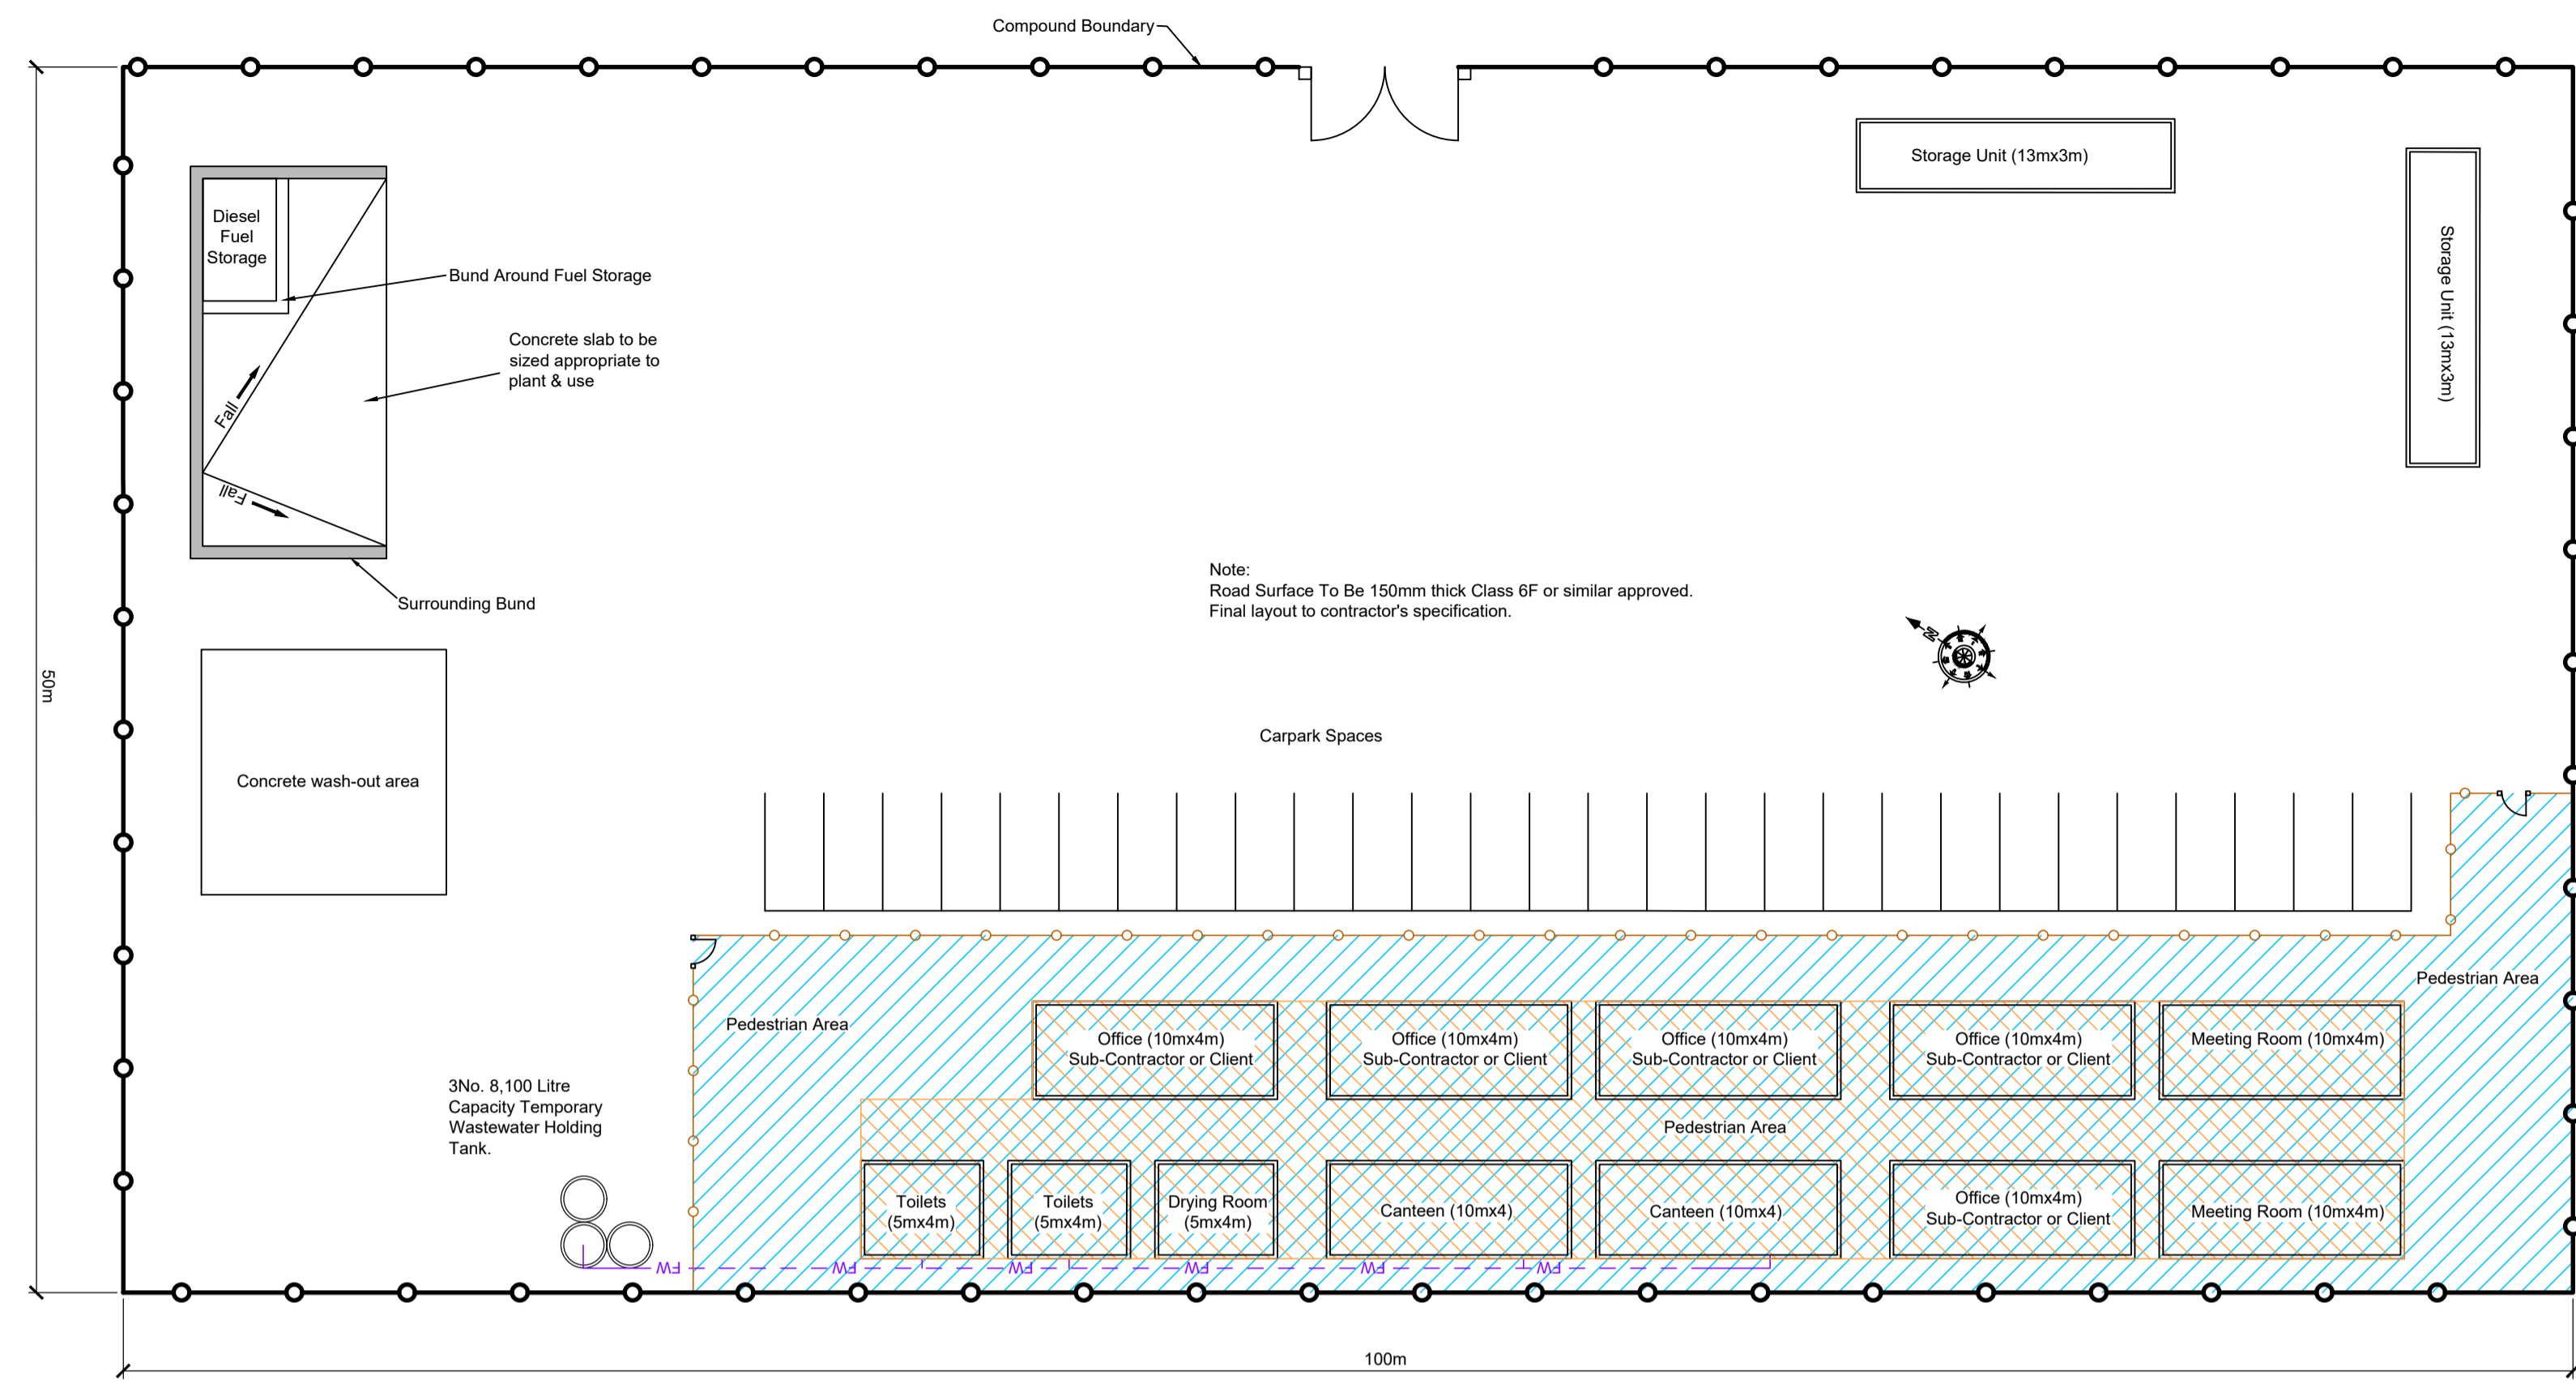 Compound Boundary
Storage Unit (13mx3m)
Storage Unit (13mx3m)
Diesel
Fuel
Storage
Bund Around Fuel Storage
Concrete slab to be
sized appropriate to
plant & use
Fall
Fall
Surrounding Bund
Note:
Road Surface To Be 150mm thick Class 6F or similar approved.
Final layout to contractor's specification.
N
50m
Carpark Spaces
Concrete wash-out area
Pedestrian Area
Pedestrian Area
Office (10mx4m)
Sub-Contractor or Client
Office (10mx4m)
Sub-Contractor or Client
Office (10mx4m)
Sub-Contractor or Client
Office (10mx4m)
Sub-Contractor or Client
Meeting Room (10mx4m)
3No. 8,100 Litre
Capacity Temporary
Wastewater Holding
Tank.
Pedestrian Area
Toilets
(5mx4m)
Toilets
(5mx4m)
Drying Room
(5mx4m)
Canteen (10mx4)
Canteen (10mx4)
Office (10mx4m)
Sub-Contractor or Client
Meeting Room (10mx4m)
FW
FW
FW
FW
FW
FW
100m